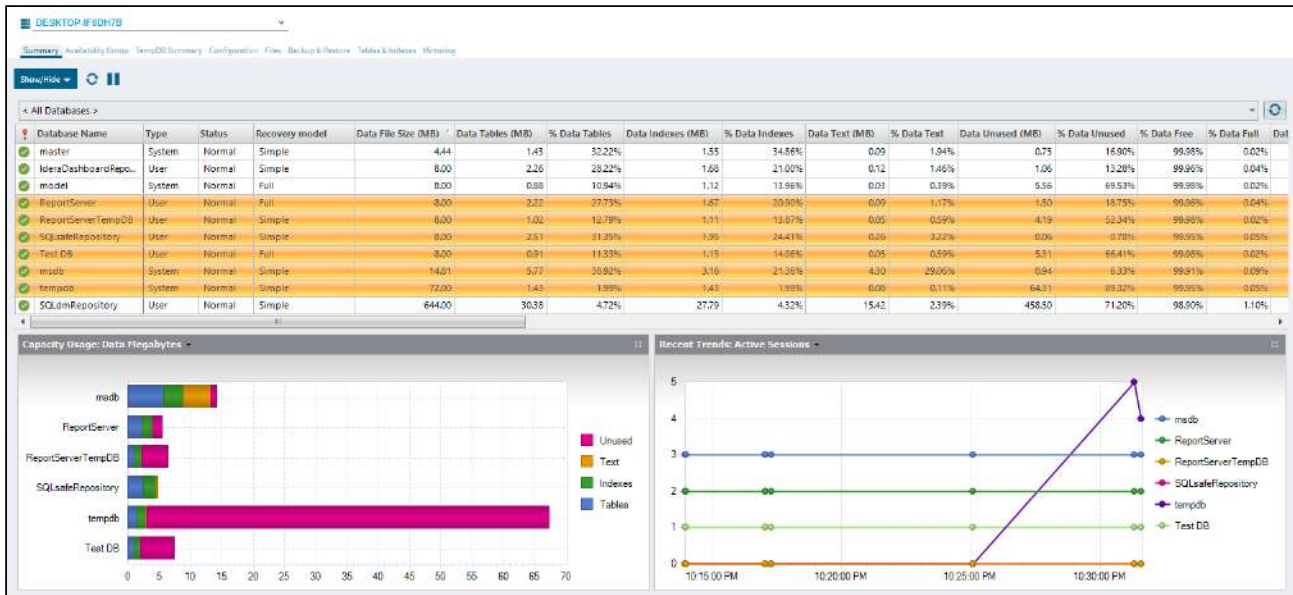 DESKTOP-IF6DH7B
Summary Availability Group TempDB Summary Configuration Files Backup & Restore Tables & Indexes Mirroring
Show/Hide
< All Databases >
Database Name Type Status Recovery model Data File Size (MB) Data Tables (MB) % Data Tables Data Indexes (MB) % Data Indexes Data Text (MB) % Data Text Data Unused (MB) % Data Unused % Data Free % Data Full Dat
master System Normal Simple 4.44 1.43 32.22% 1.55 34.86% 0.09 1.94% 0.75 16.90% 99.98% 0.02%
IderaDashboardRepo... User Normal Simple 8.00 2.26 28.22% 1.68 21.00% 0.12 1.46% 1.06 13.28% 99.96% 0.04%
model System Normal Full 8.00 0.88 10.94% 1.12 13.96% 0.03 0.39% 5.56 69.53% 99.98% 0.02%
ReportServer User Normal Full 8.00 2.22 27.73% 1.67 20.90% 0.09 1.17% 1.50 18.75% 99.96% 0.04%
ReportServerTempDB User Normal Simple 8.00 1.02 12.79% 1.11 13.87% 0.05 0.59% 4.19 52.34% 99.98% 0.02%
SQLsafeRepository User Normal Simple 8.00 2.51 31.35% 1.95 24.41% 0.26 3.22% 0.06 0.78% 99.95% 0.05%
Test DB User Normal Full 8.00 0.91 11.33% 1.13 14.06% 0.05 0.59% 5.31 66.41% 99.98% 0.02%
msdb System Normal Simple 14.81 5.77 38.92% 3.16 21.36% 4.30 29.06% 0.94 6.33% 99.91% 0.09%
tempdb System Normal Simple 72.00 1.43 1.99% 1.43 1.99% 0.08 0.11% 64.31 89.32% 99.95% 0.05%
SQLdmRepository User Normal Simple 644.00 30.38 4.72% 27.79 4.32% 15.42 2.39% 458.50 71.20% 98.90% 1.10%
Capacity Usage: Data Megabytes
msdb
ReportServer
ReportServerTempDB
SQLsafeRepository
tempdb
Test DB
0 5 10 15 20 25 30 35 40 45 50 55 60 65 70
Unused
Text
Indexes
Tables
Recent Trends: Active Sessions
5
4
3
2
1
0
10:15:00 PM 10:20:00 PM 10:25:00 PM 10:30:00 PM
msdb
ReportServer
ReportServerTempDB
SQLsafeRepository
tempdb
Test DB